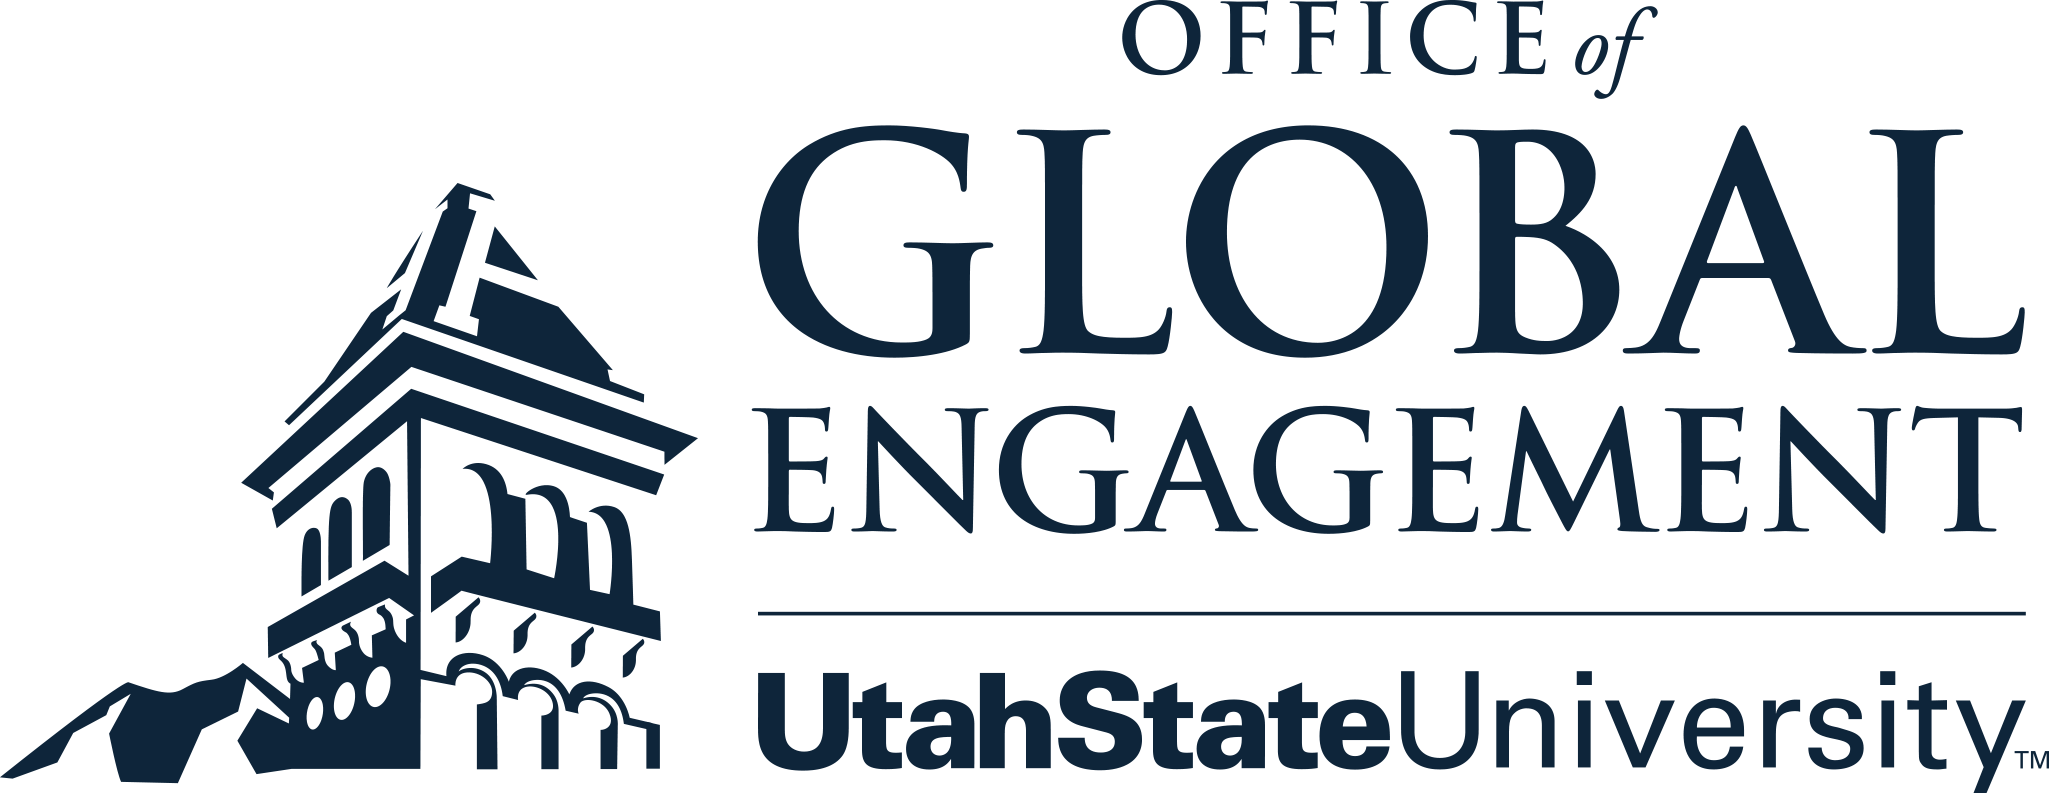 OFFICE of
GLOBAL
ENGAGEMENT
UtahStateUniversity™